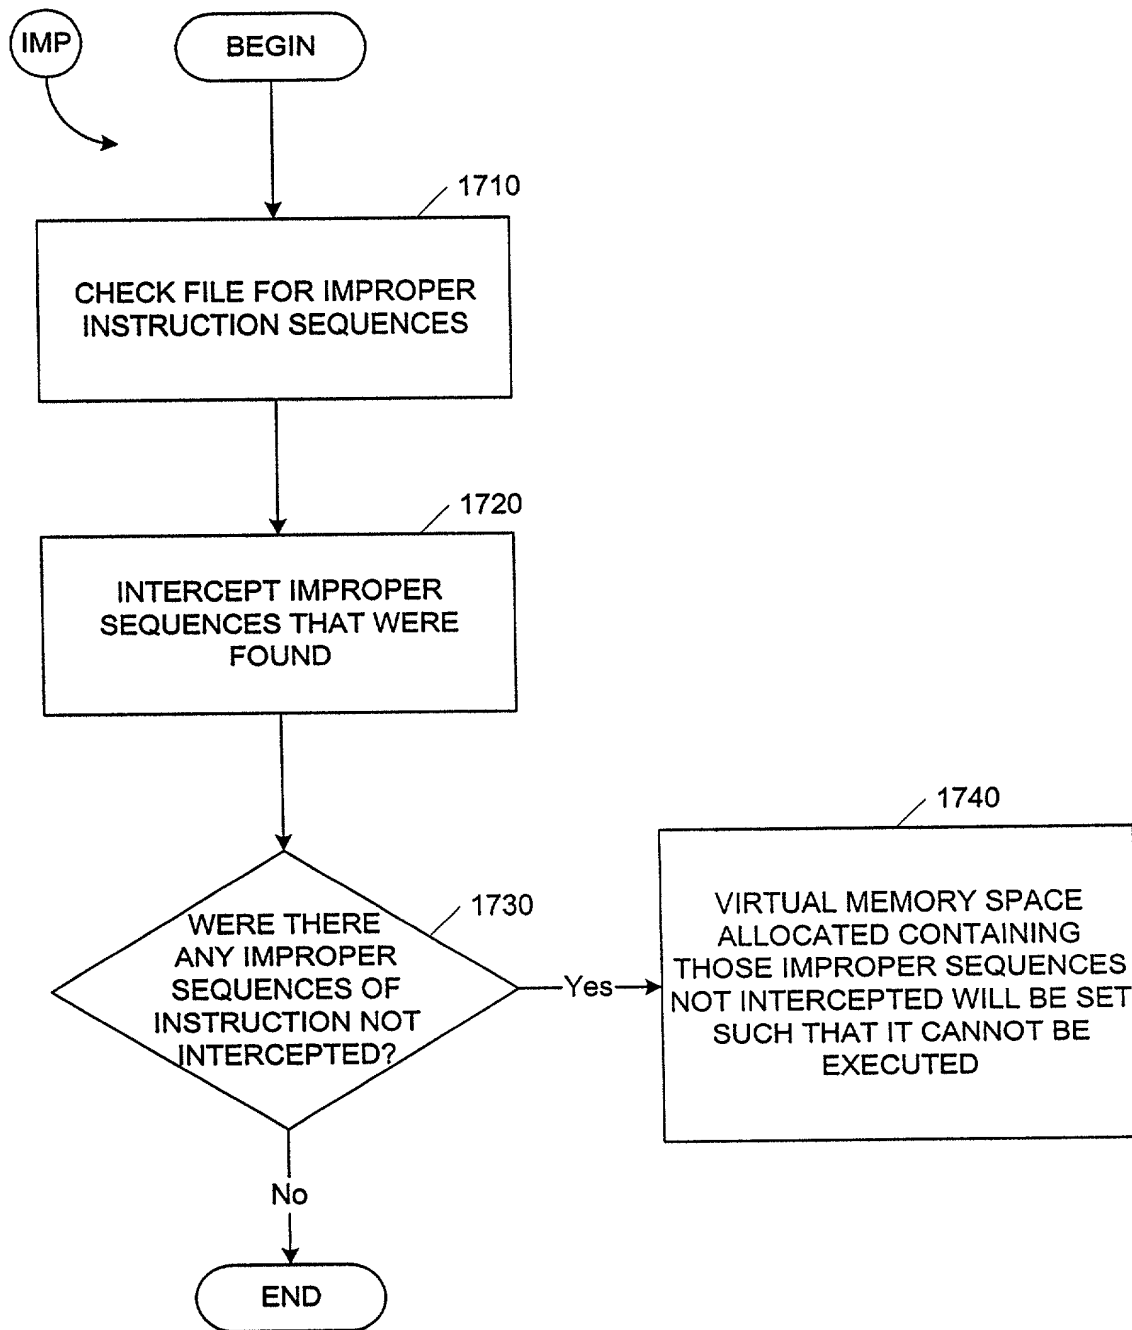 IMP
BEGIN
1710
CHECK FILE FOR IMPROPER
INSTRUCTION SEQUENCES
1720
INTERCEPT IMPROPER
SEQUENCES THAT WERE
FOUND
1730
WERE THERE
ANY IMPROPER
SEQUENCES OF
INSTRUCTION NOT
INTERCEPTED?
Yes
1740
VIRTUAL MEMORY SPACE
ALLOCATED CONTAINING
THOSE IMPROPER SEQUENCES
NOT INTERCEPTED WILL BE SET
SUCH THAT IT CANNOT BE
EXECUTED
No
END